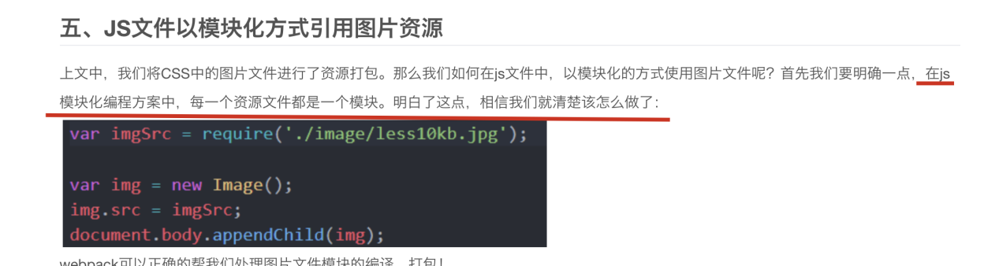 五、JS文件以模块化方式引用图片资源
上文中，我们将CSS中的图片文件进行了资源打包。那么我们如何在js文件中，以模块化的方式使用图片文件呢？首先我们要明确一点，在js
模块化编程方案中，每一个资源文件都是一个模块。明白了这点，相信我们就清楚该怎么做了：
var imgSrc = require('./image/less10kb.jpg');
var img = new Image();
img.src = imgSrc;
document.body.appendChild(img);
webpack可以正确的帮我们处理图片文件模块的编译、打包！